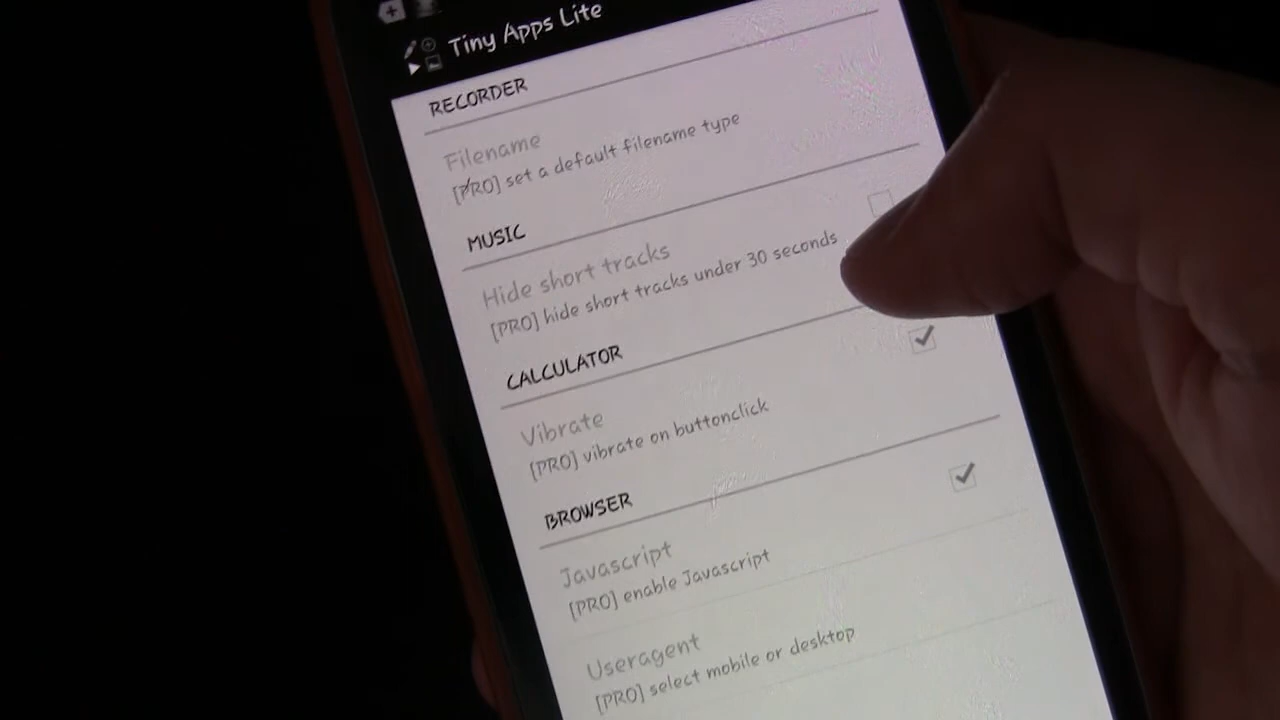 Tiny Apps Lite
RECORDER
Filename
[PRO] set a default filename type
MUSIC
Hide short tracks
[PRO] hide short tracks under 30 seconds
CALCULATOR
Vibrate
[PRO] vibrate on buttonclick
BROWSER
Javascript
[PRO] enable Javascript
Useragent
[PRO] select mobile or desktop